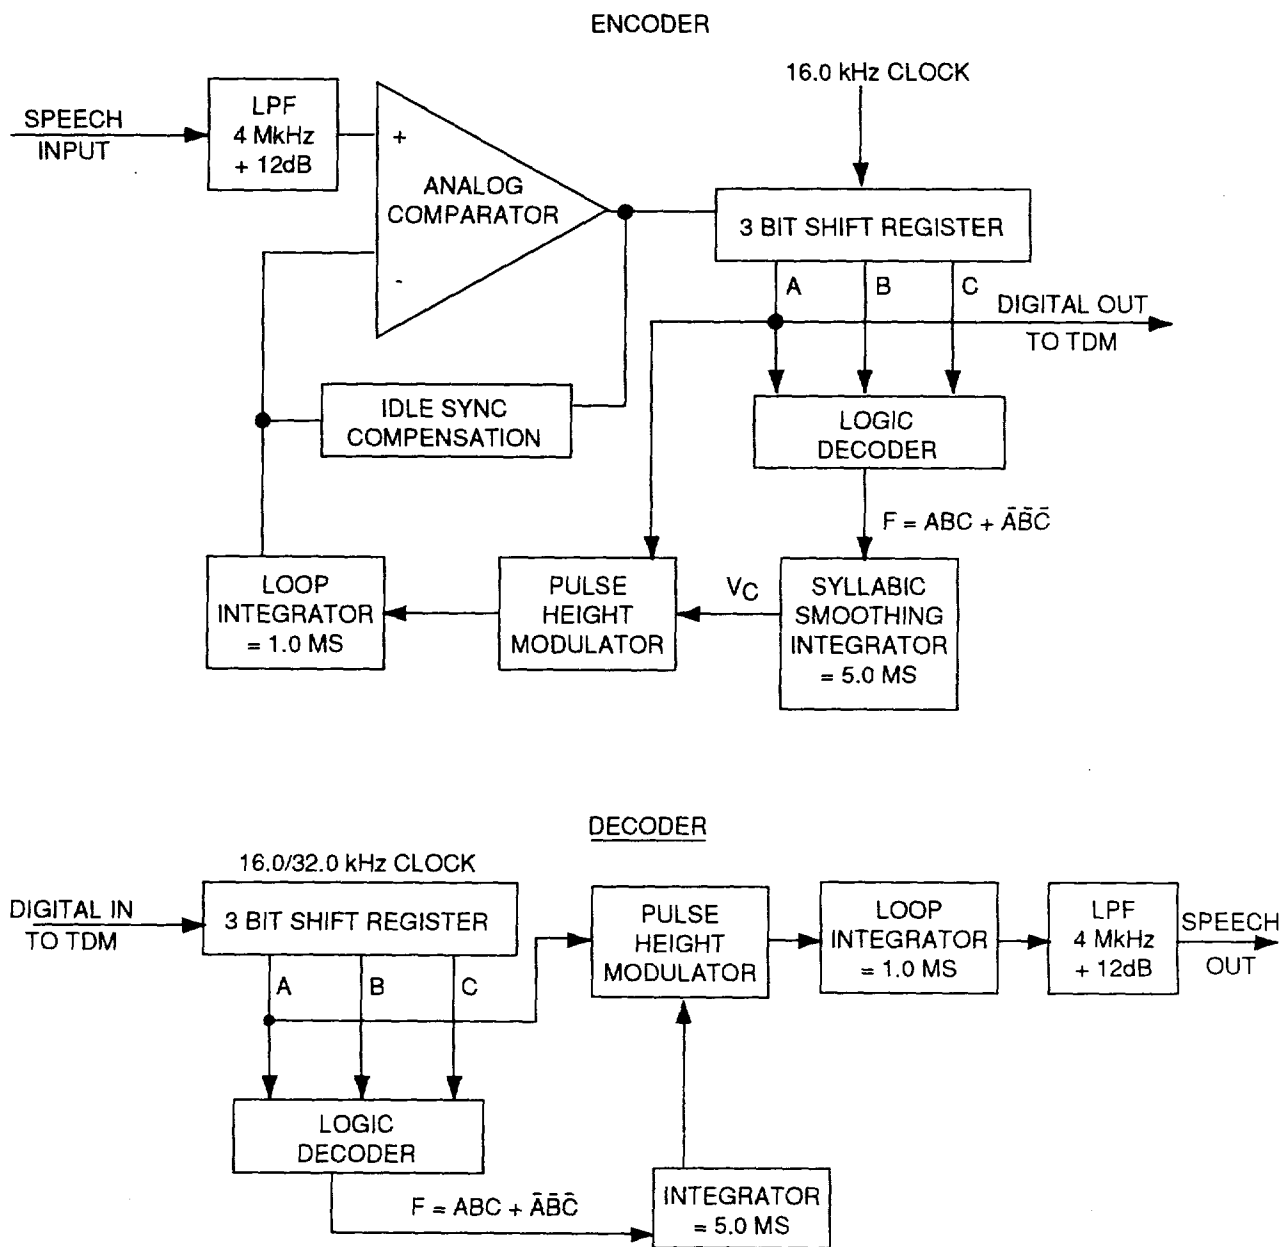 ENCODER
16.0 kHz CLOCK
SPEECH
INPUT
LPF
4 MkHz
+ 12dB
+
ANALOG
COMPARATOR
-
3 BIT SHIFT REGISTER
A
B
C
DIGITAL OUT
TO TDM
IDLE SYNC
COMPENSATION
LOGIC
DECODER
F = ABC + A̅B̅C̅
LOOP
INTEGRATOR
= 1.0 MS
PULSE
HEIGHT
MODULATOR
VC
SYLLABIC
SMOOTHING
INTEGRATOR
= 5.0 MS
DECODER
16.0/32.0 kHz CLOCK
DIGITAL IN
TO TDM
3 BIT SHIFT REGISTER
A
B
C
PULSE
HEIGHT
MODULATOR
LOOP
INTEGRATOR
= 1.0 MS
LPF
4 MkHz
+ 12dB
SPEECH
OUT
LOGIC
DECODER
F = ABC + A̅B̅C̅
INTEGRATOR
= 5.0 MS